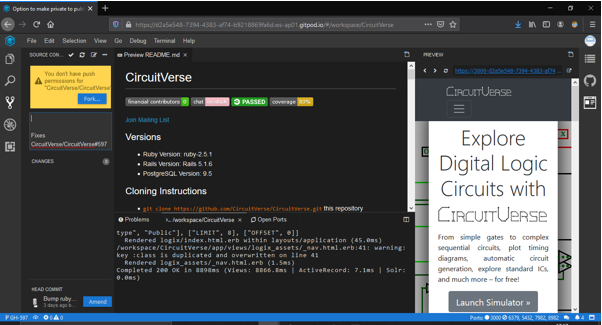 Option to make private to public
https://d2a5e548-7394-4383-af74-b9218869fa6d.ws-ap01.gitpod.io/#/workspace/CircuitVerse
File Edit Selection View Go Debug Terminal Help
SOURCE CON...
You don't have push
permissions for
"CircuitVerse/CircuitVerse"
Fork...
Fixes
CircuitVerse/CircuitVerse#597
CHANGES
HEAD COMMIT
Bump ruby...
3 days ago b...
Amend
Preview README.md
CircuitVerse
financial contributors 0 chat PASSED coverage
Join Mailing List
Versions
Ruby Version: ruby-2.5.1
Rails Version: Rails 5.1.6
PostgreSQL Version: 9.5
Cloning Instructions
git clone https://github.com/CircuitVerse/CircuitVerse.git this repository
Problems
/workspace/CircuitVerse
Open Ports
type", "Public"], ["LIMIT", 8], ["OFFSET", 0]]
Rendered logix/index.html.erb within layouts/application (45.0ms)
/workspace/CircuitVerse/app/views/logix_assets/_nav.html.erb:41: warning:
key :class is duplicated and overwritten on line 41
Rendered logix_assets/_nav.html.erb (1.5ms)
Completed 200 OK in 8898ms (Views: 8866.8ms | ActiveRecord: 7.1ms | Solr:
0.0ms)
PREVIEW
https://3000-d2a5e548-7394-4383-af74 ...
CircuitVerse
Explore
Digital Logic
Circuits with
CircuitVerse
From simple gates to complex
sequential circuits, plot timing
diagrams, automatic circuit
generation, explore standard ICs,
and much more – for free!
Launch Simulator »
GH-597
0 0
Ports: 3000 6379, 5432, 7982, 8982
4